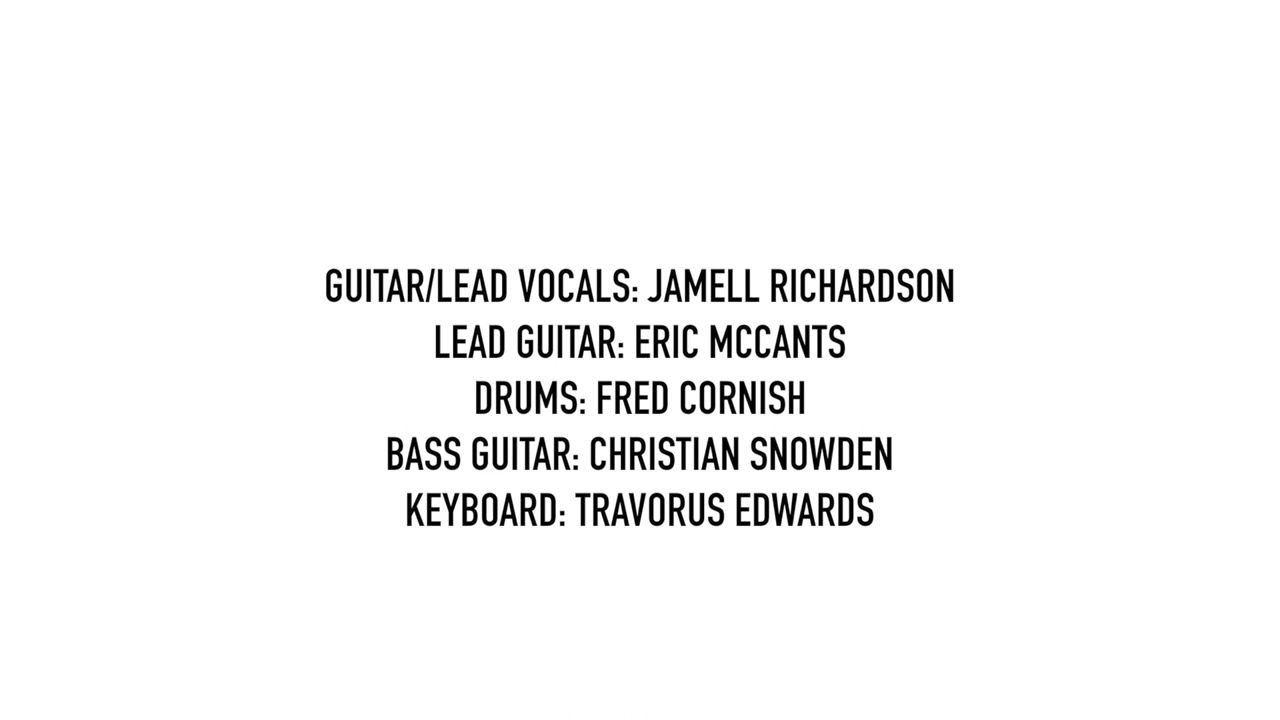 GUITAR/LEAD VOCALS: JAMELL RICHARDSON
LEAD GUITAR: ERIC MCCANTS
DRUMS: FRED CORNISH
BASS GUITAR: CHRISTIAN SNOWDEN
KEYBOARD: TRAVORUS EDWARDS